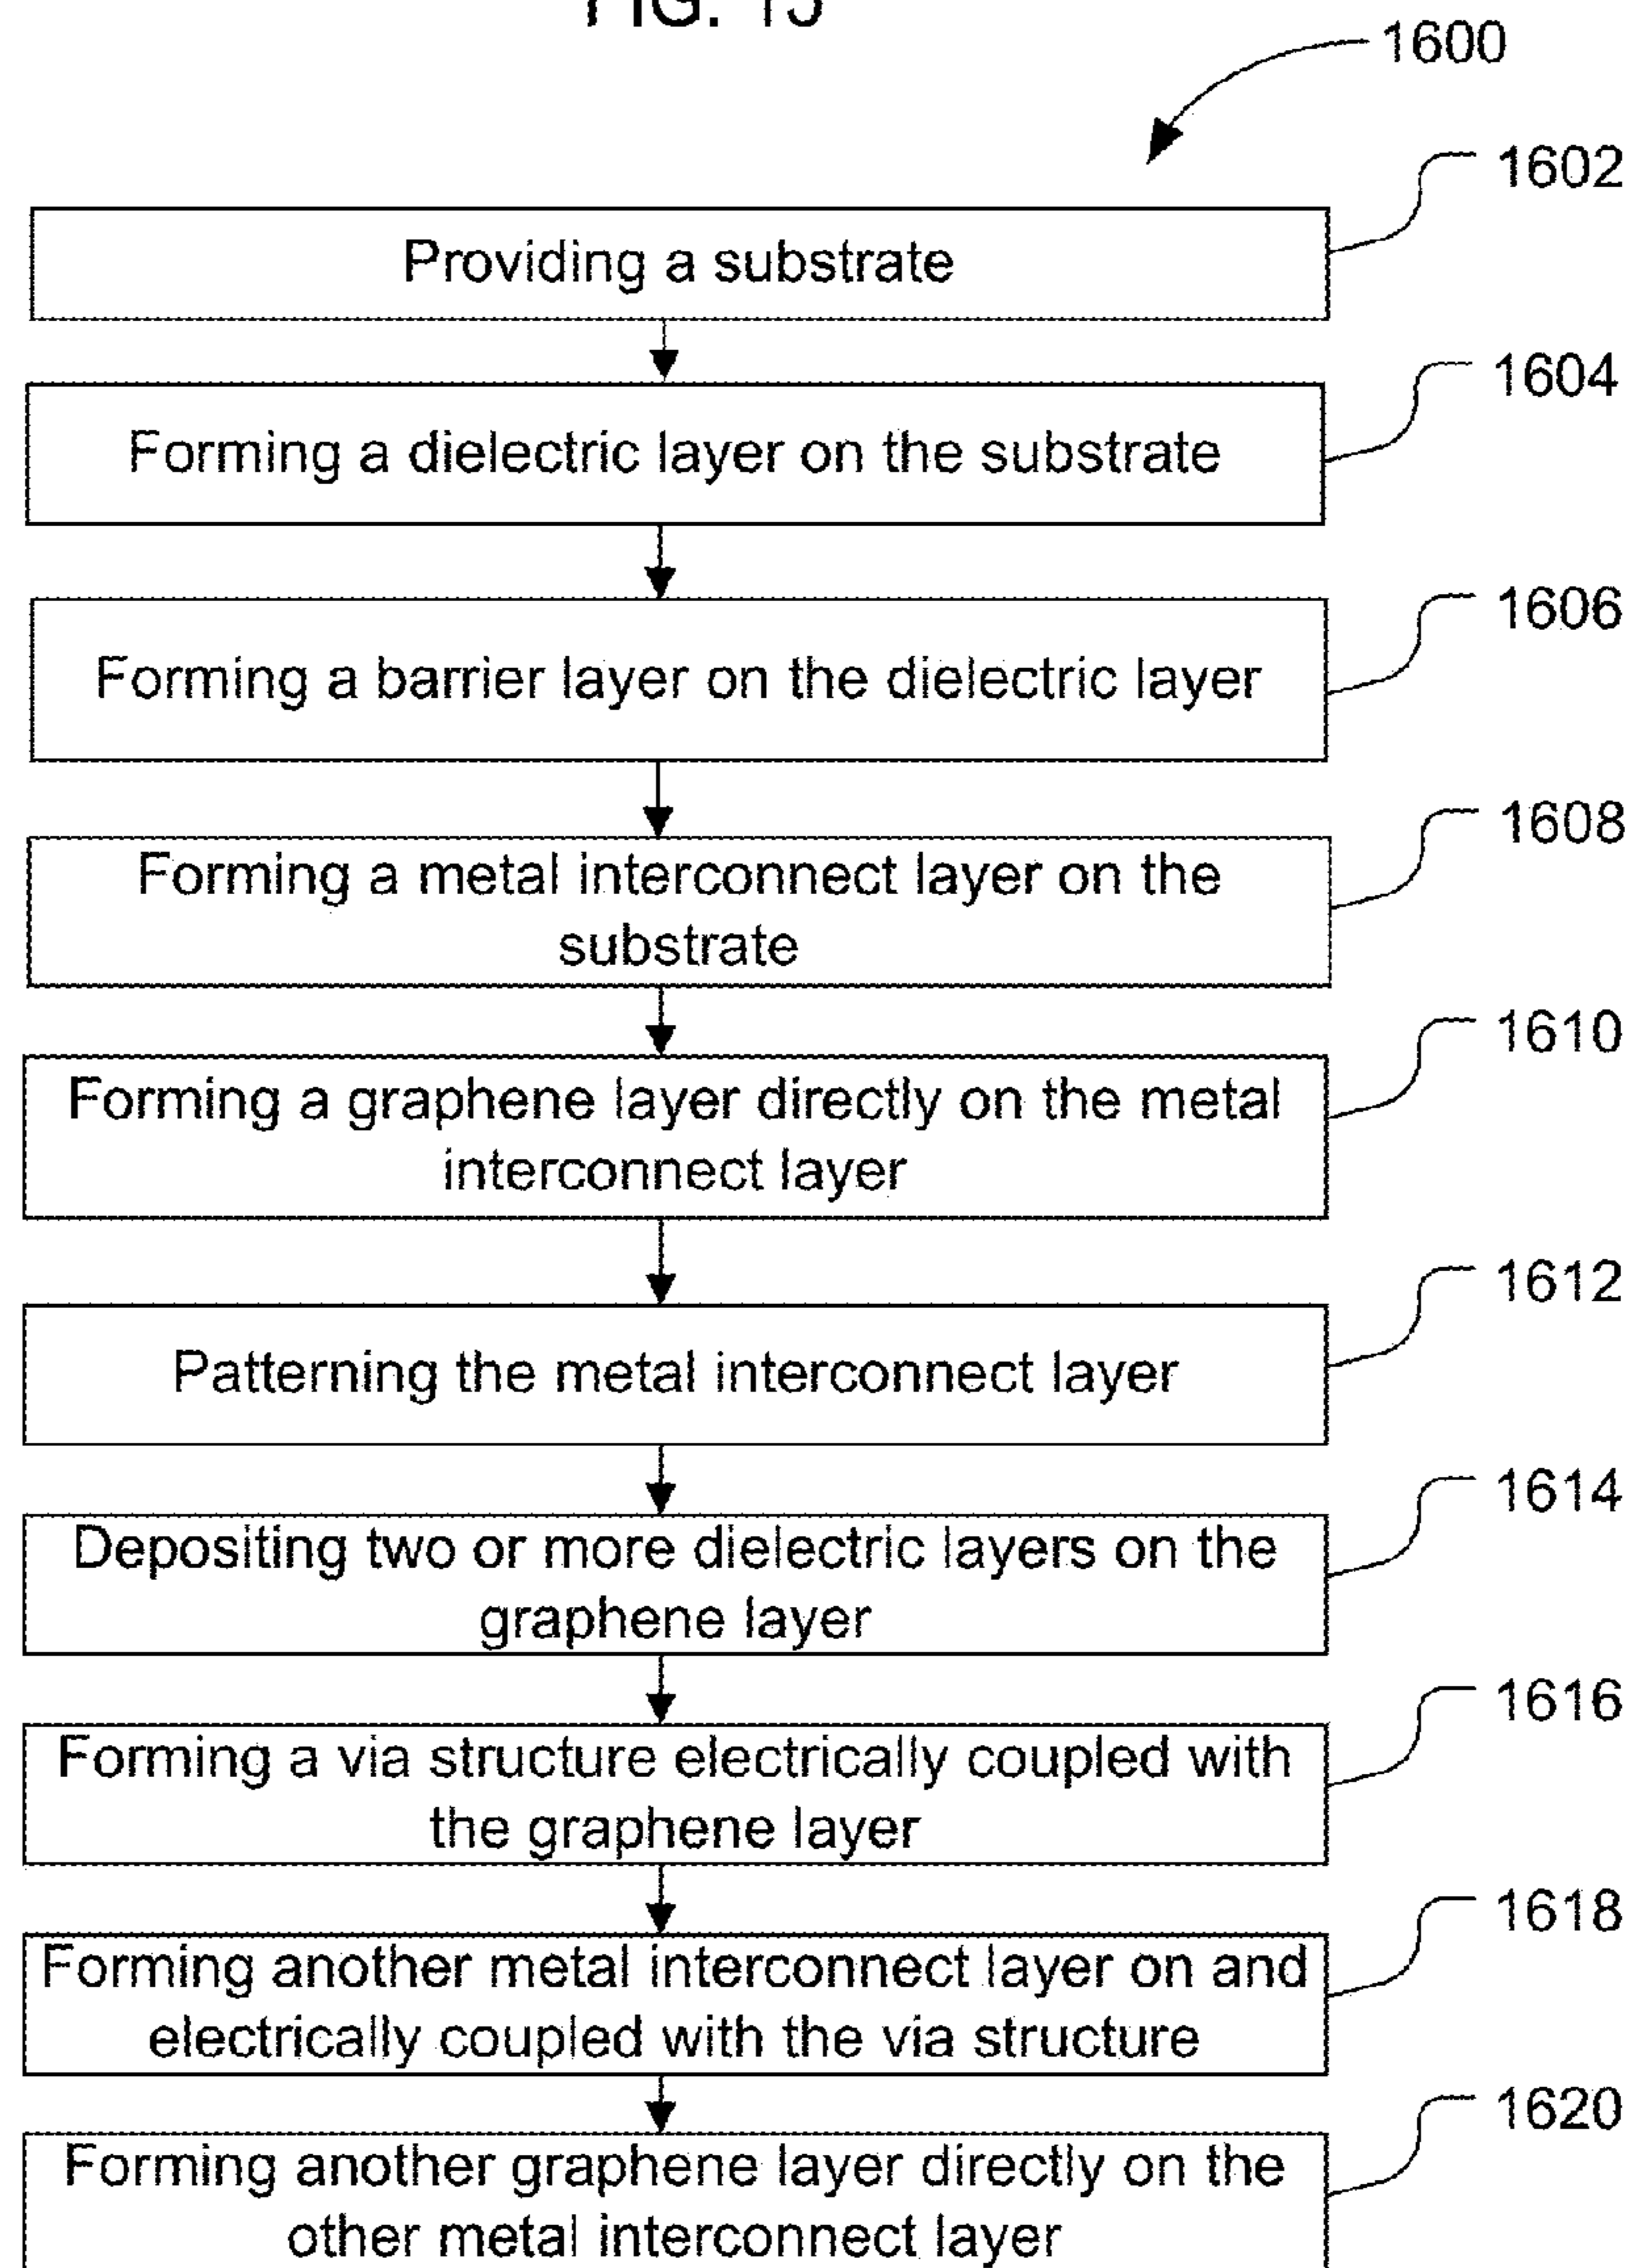 FIG. 15
1600
1602
Providing a substrate
1604
Forming a dielectric layer on the substrate
1606
Forming a barrier layer on the dielectric layer
1608
Forming a metal interconnect layer on the
substrate
1610
Forming a graphene layer directly on the metal
interconnect layer
1612
Patterning the metal interconnect layer
1614
Depositing two or more dielectric layers on the
graphene layer
1616
Forming a via structure electrically coupled with
the graphene layer
1618
Forming another metal interconnect layer on and
electrically coupled with the via structure
1620
Forming another graphene layer directly on the
other metal interconnect layer